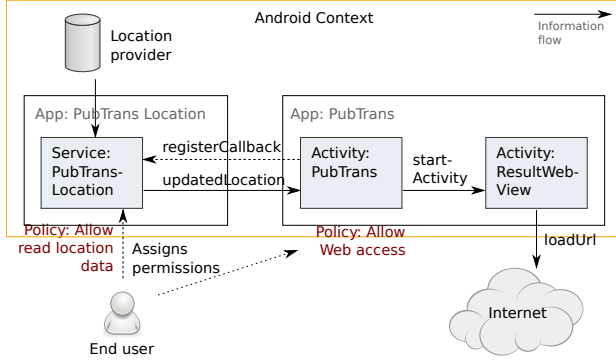 Android Context
Information
flow
Location
provider
App: PubTrans Location
App: PubTrans
Service:
PubTrans-
Location
registerCallback
updatedLocation
Activity:
PubTrans
start-
Activity
Activity:
ResultWeb-
View
Policy: Allow
read location
data
Assigns
permissions
Policy: Allow
Web access
loadUrl
Internet
End user